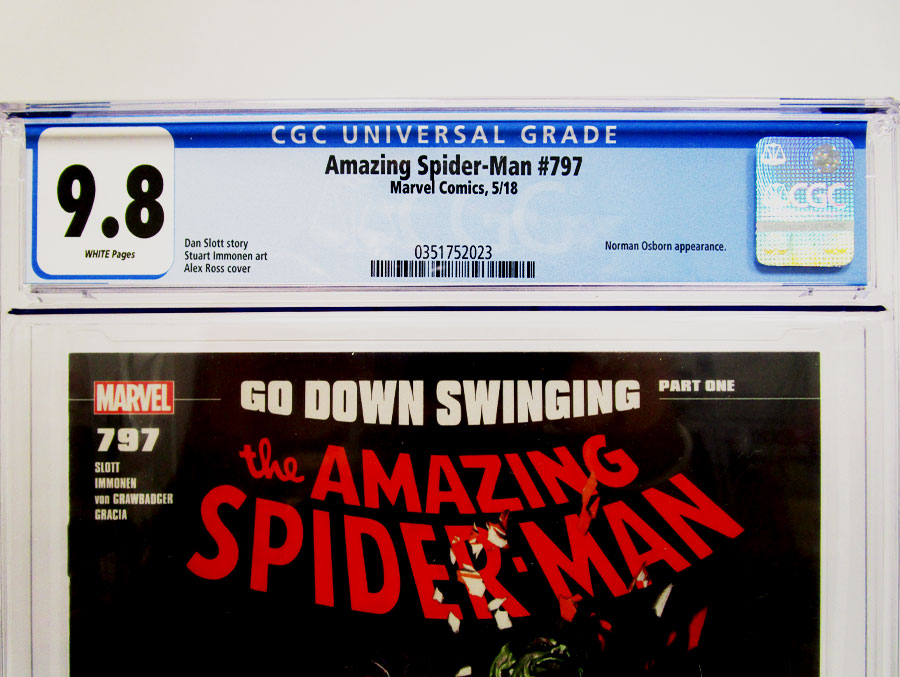 CGC UNIVERSAL GRADE
9.8
WHITE Pages
Amazing Spider-Man #797
Marvel Comics, 5/18
Dan Slott story
Stuart Immonen art
Alex Ross cover
0351752023
Norman Osborn appearance.
CGC
MARVEL
GO DOWN SWINGING
PART ONE
797
SLOTT
IMMONEN
von GRAWBADGER
GRACIA
the AMAZING
SPIDER-MAN